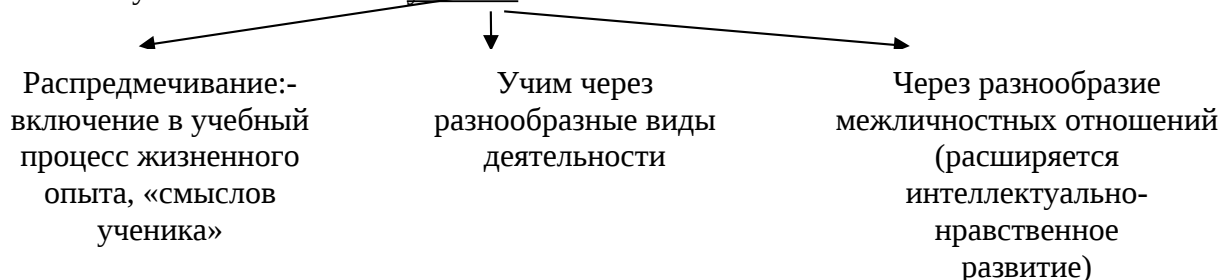 Распредмечивание:-
включение в учебный
процесс жизненного
опыта, «смыслов
ученика»
Учим через
разнообразные виды
деятельности
Через разнообразие
межличностных отношений
(расширяется
интеллектуально-
нравственное
развитие)